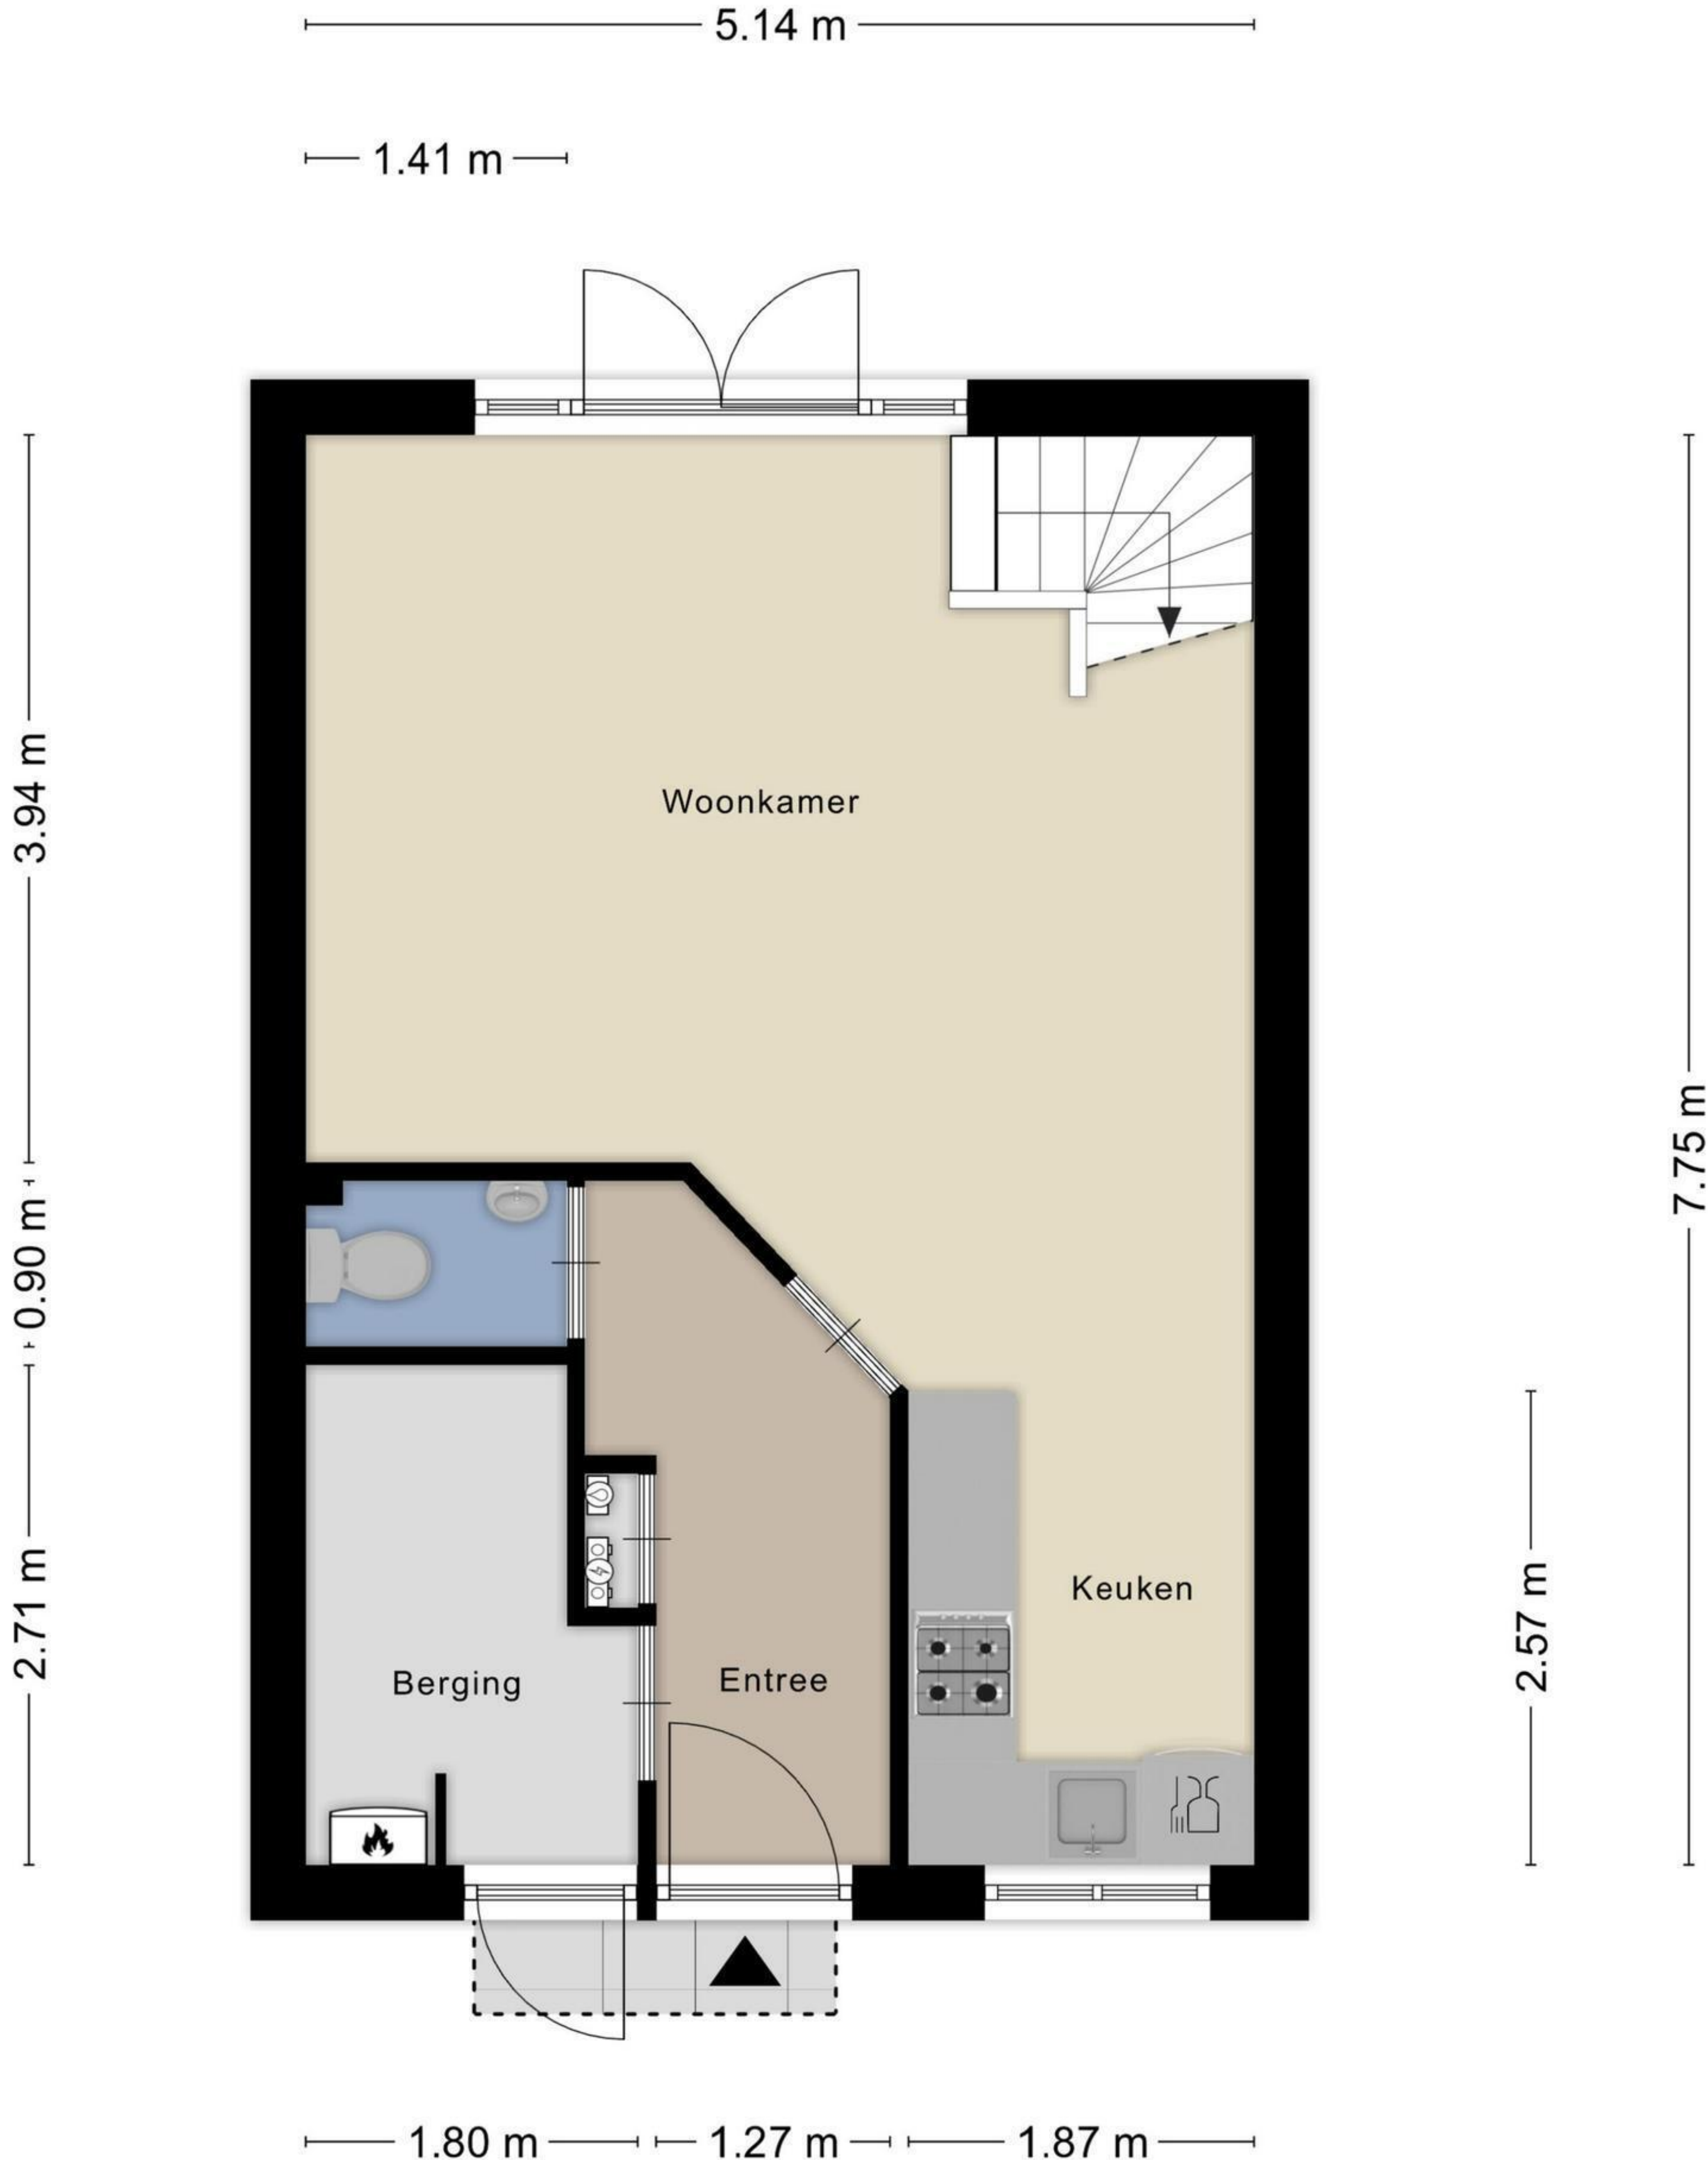 5.14 m
1.41 m
3.94 m
Woonkamer
7.75 m
0.90 m
2.71 m
Keuken
2.57 m
Berging
Entree
1.80 m
1.27 m
1.87 m